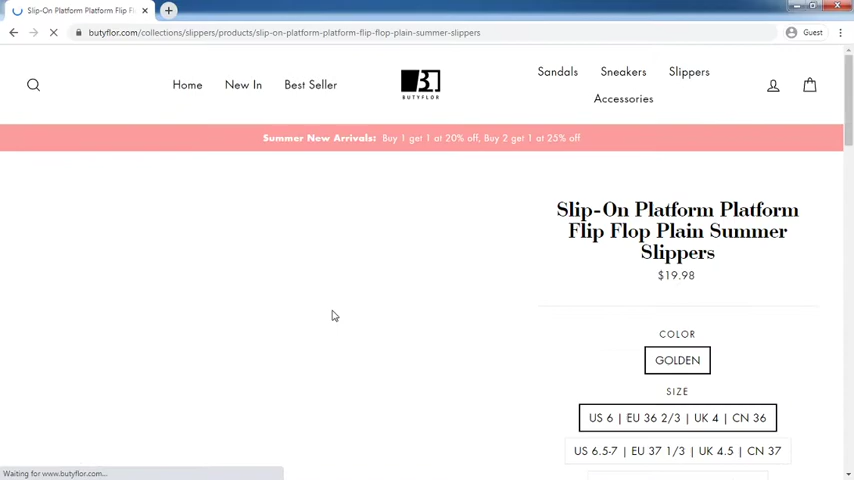 Slip-On Platform Platform Flip Fl
butyflor.com/collections/slippers/products/slip-on-platform-platform-flip-flop-plain-summer-slippers
Guest
Home
New In
Best Seller
BUTYFLOR
Sandals
Sneakers
Slippers
Accessories
Summer New Arrivals: Buy 1 get 1 at 20% off, Buy 2 get 1 at 25% off
Slip-On Platform Platform
Flip Flop Plain Summer
Slippers
$19.98
COLOR
GOLDEN
SIZE
US 6 | EU 36 2/3 | UK 4 | CN 36
US 6.5-7 | EU 37 1/3 | UK 4.5 | CN 37
Waiting for www.butyflor.com...